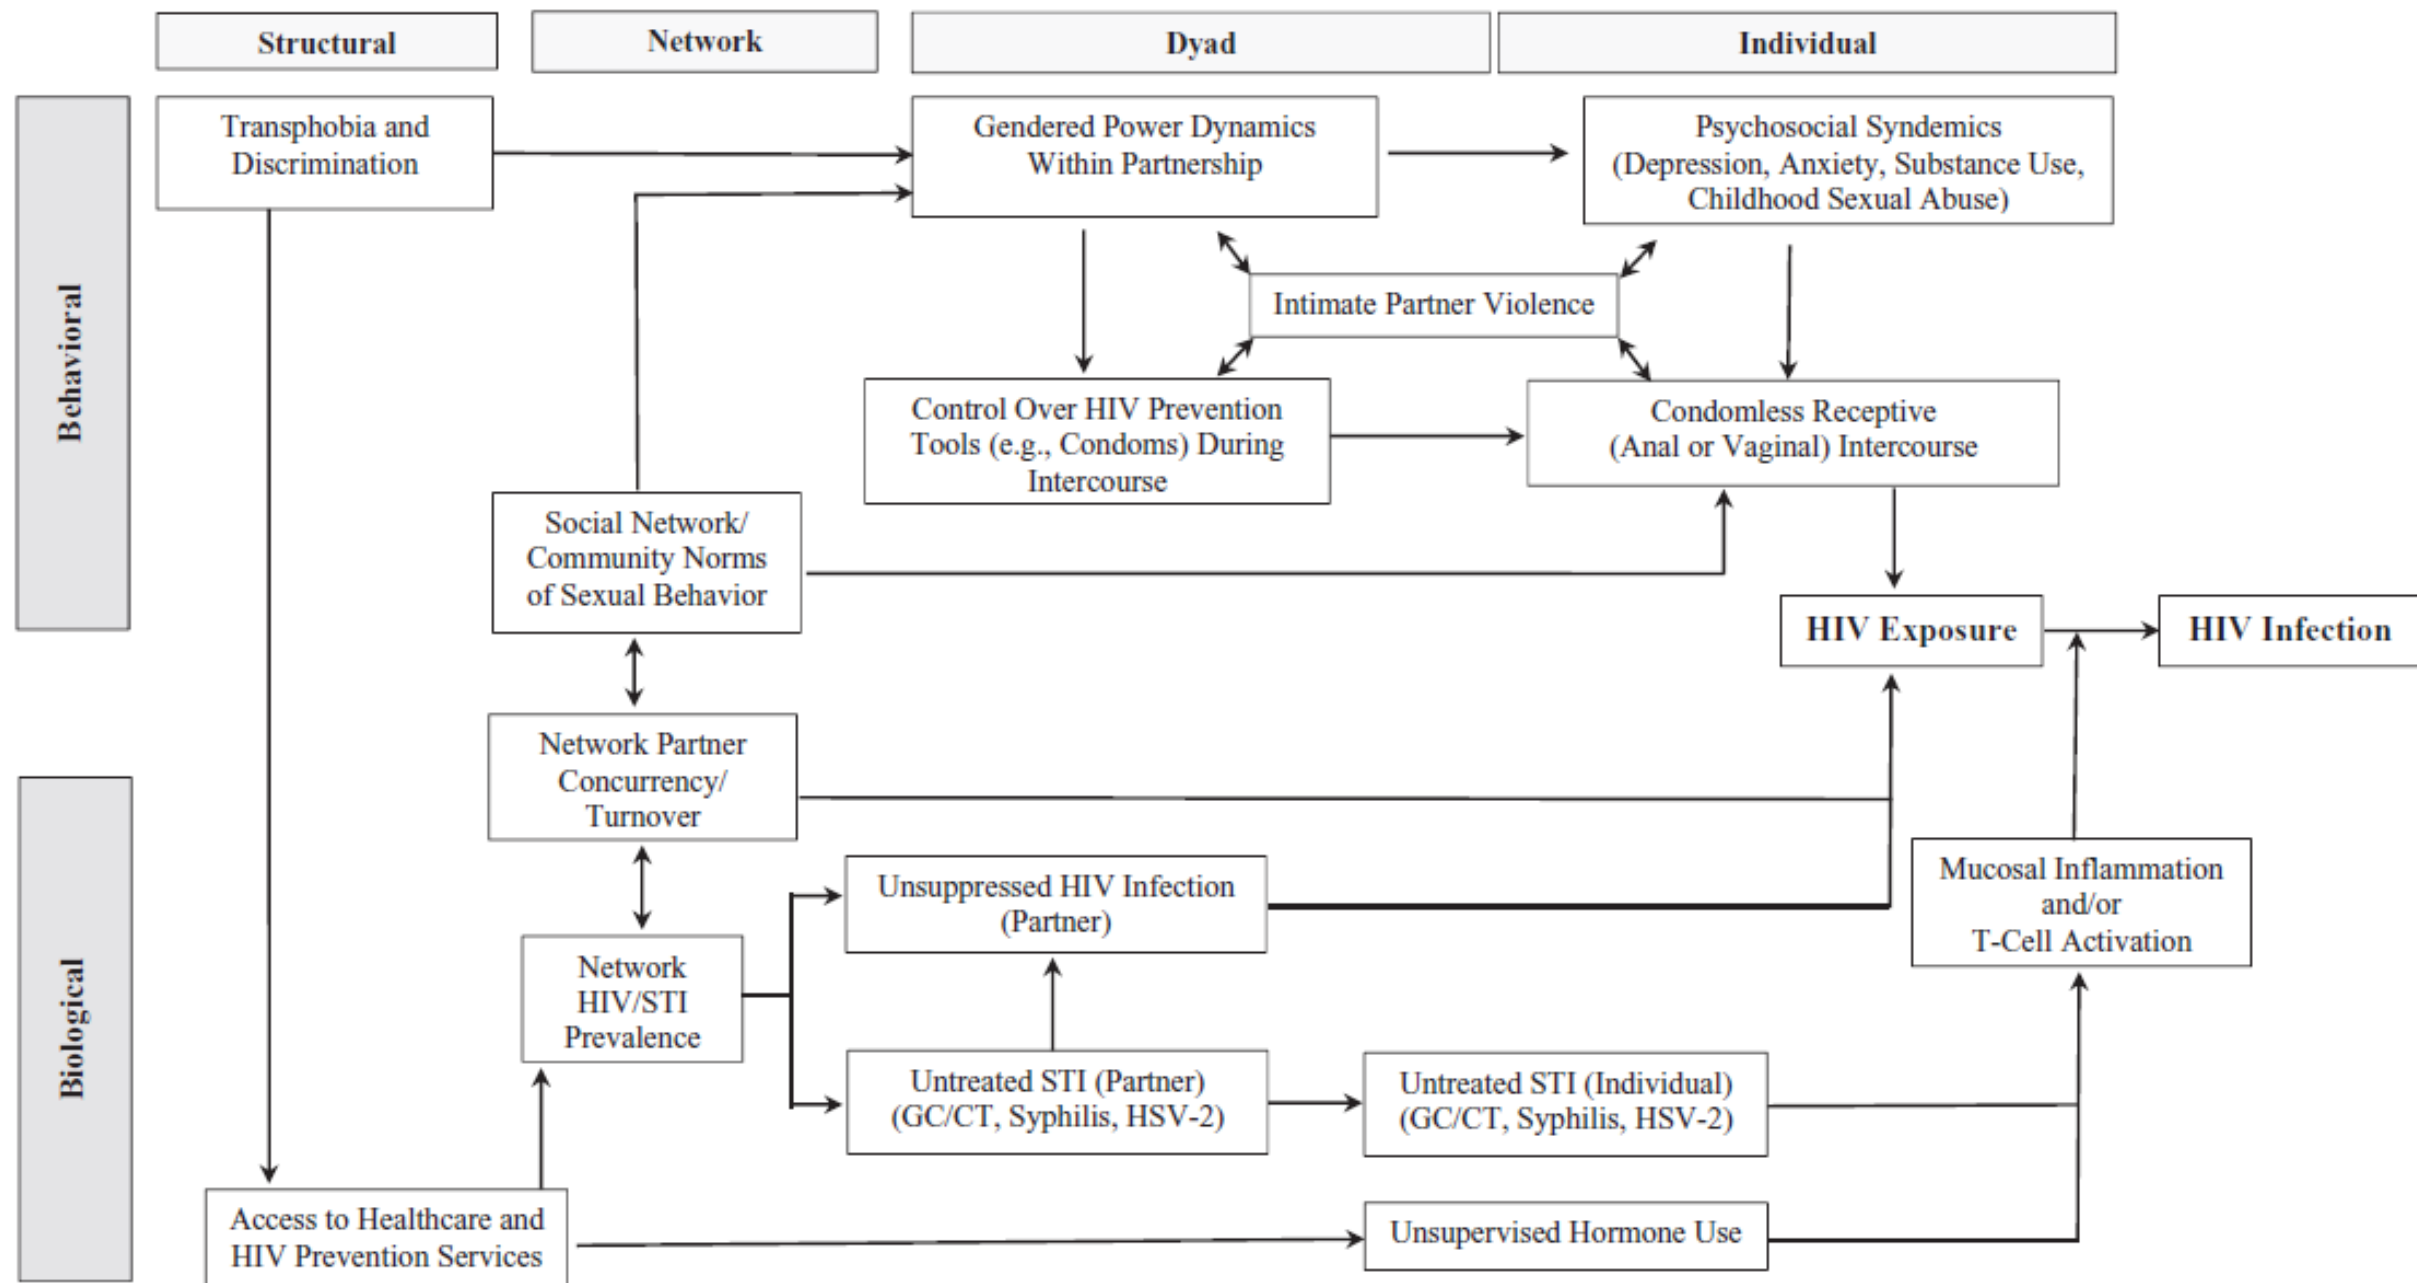 Structural
Network
Dyad
Individual
Behavioral
Transphobia and
Discrimination
Gendered Power Dynamics
Within Partnership
Psychosocial Syndemics
(Depression, Anxiety, Substance Use,
Childhood Sexual Abuse)
Intimate Partner Violence
Control Over HIV Prevention
Tools (e.g., Condoms) During
Intercourse
Condomless Receptive
(Anal or Vaginal) Intercourse
Social Network/
Community Norms
of Sexual Behavior
HIV Exposure
HIV Infection
Biological
Network Partner
Concurrency/
Turnover
Unsuppressed HIV Infection
(Partner)
Mucosal Inflammation
and/or
T-Cell Activation
Network
HIV/STI
Prevalence
Untreated STI (Partner)
(GC/CT, Syphilis, HSV-2)
Untreated STI (Individual)
(GC/CT, Syphilis, HSV-2)
Access to Healthcare and
HIV Prevention Services
Unsupervised Hormone Use